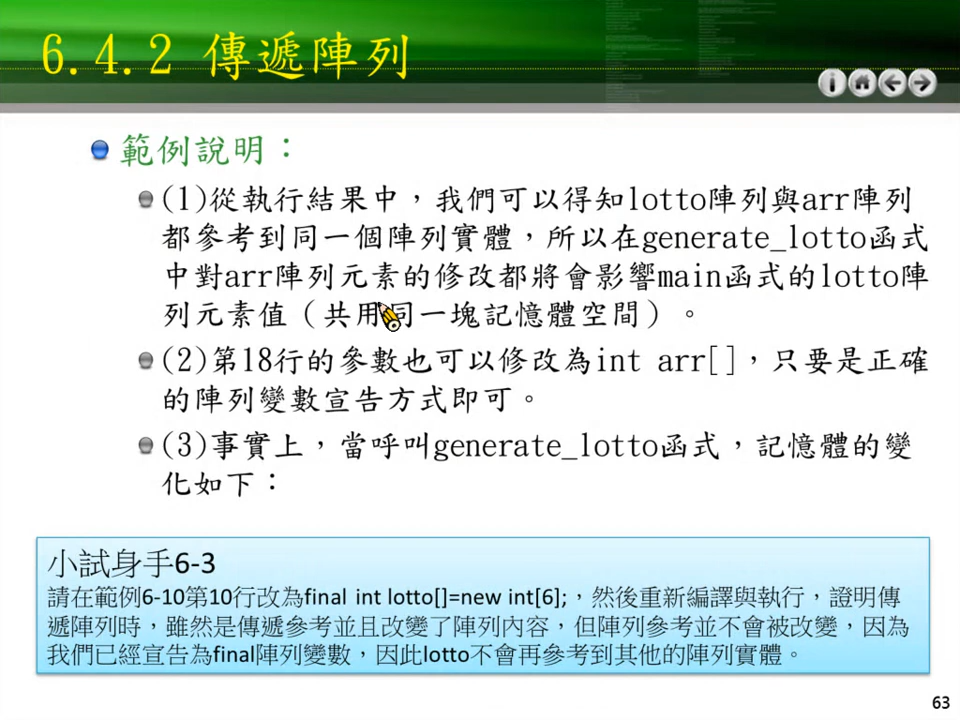 6.4.2 傳遞陣列
範例說明：
(1)從執行結果中，我們可以得知lotto陣列與arr陣列
都參考到同一個陣列實體，所以在generate_lotto函式
中對arr陣列元素的修改都將會影響main函式的lotto陣
列元素值（共用同一塊記憶體空間）。
(2)第18行的參數也可以修改為int arr[]，只要是正確
的陣列變數宣告方式即可。
(3)事實上，當呼叫generate_lotto函式，記憶體的變
化如下：
小試身手6-3
請在範例6-10第10行改為final int lotto[]=new int[6];，然後重新編譯與執行，證明傳
遞陣列時，雖然是傳遞參考並且改變了陣列內容，但陣列參考並不會被改變，因為
我們已經宣告為final陣列變數，因此lotto不會再參考到其他的陣列實體。
63